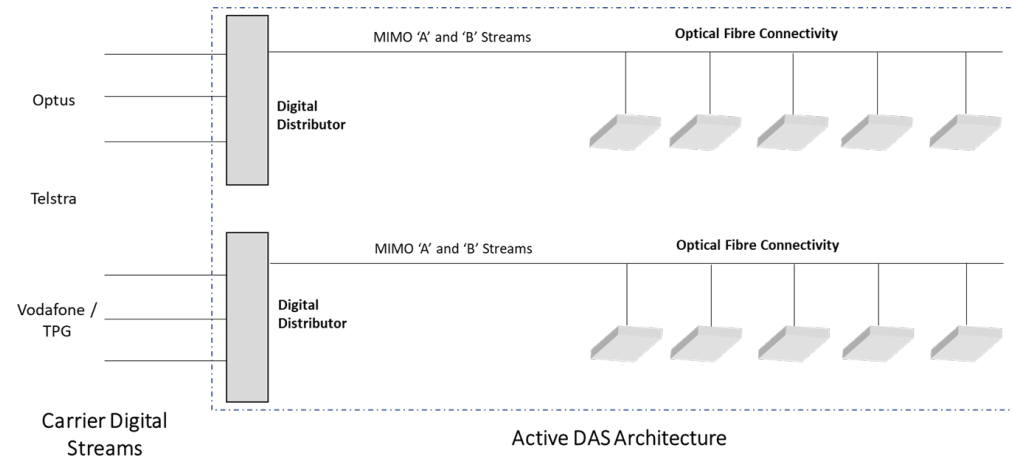 MIMO ‘A’ and ‘B’ Streams
Optical Fibre Connectivity
Optus
Digital
Distributor
Telstra
MIMO ‘A’ and ‘B’ Streams
Optical Fibre Connectivity
Vodafone /
TPG
Digital
Distributor
Carrier Digital
Streams
Active DAS Architecture